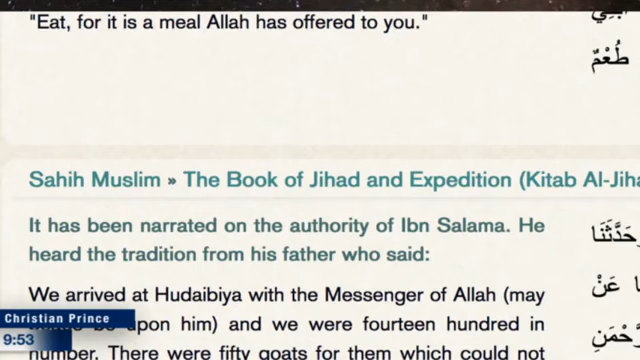 "Eat, for it is a meal Allah has offered to you."
طُعْمٌ
Sahih Muslim » The Book of Jihad and Expedition (Kitab Al-Jiha
It has been narrated on the authority of Ibn Salama. He
heard the tradition from his father who said:
وَحَدَّثَنَا
عَنْ
We arrived at Hudaibiya with the Messenger of Allah (may
upon him) and we were fourteen hundred in
number. There were fifty goats for them which could not
Christian Prince
9:53